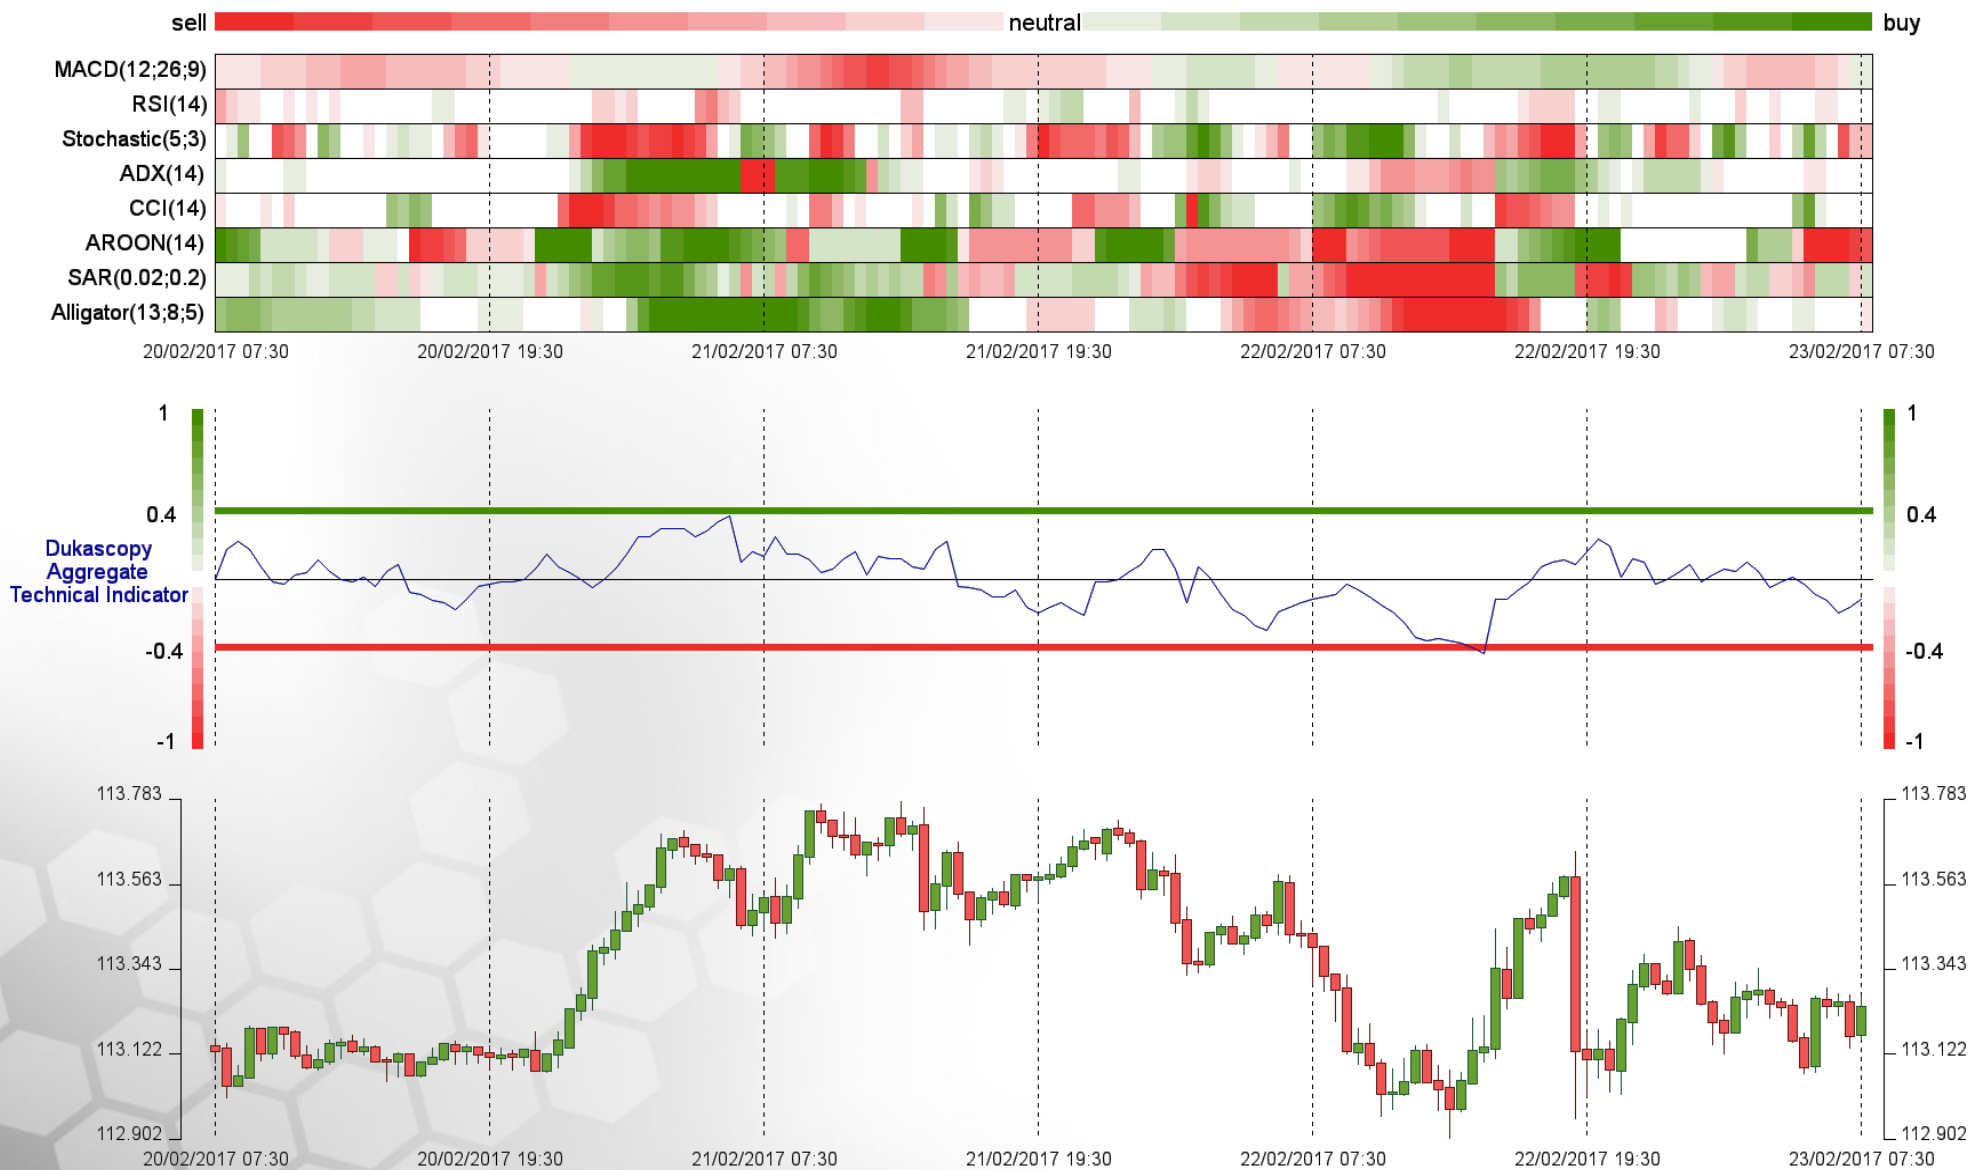 sell neutral buy
MACD(12;26;9)
RSI(14)
Stochastic(5;3)
ADX(14)
CCI(14)
AROON(14)
SAR(0.02;0.2)
Alligator(13;8;5)
20/02/2017 07:30 20/02/2017 19:30 21/02/2017 07:30 21/02/2017 19:30 22/02/2017 07:30 22/02/2017 19:30 23/02/2017 07:30
1 1
0.4 0.4
Dukascopy
Aggregate
Technical Indicator
-0.4 -0.4
-1 -1
113.783 113.783
113.563 113.563
113.343 113.343
113.122 113.122
112.902 112.902
20/02/2017 07:30 20/02/2017 19:30 21/02/2017 07:30 21/02/2017 19:30 22/02/2017 07:30 22/02/2017 19:30 23/02/2017 07:30